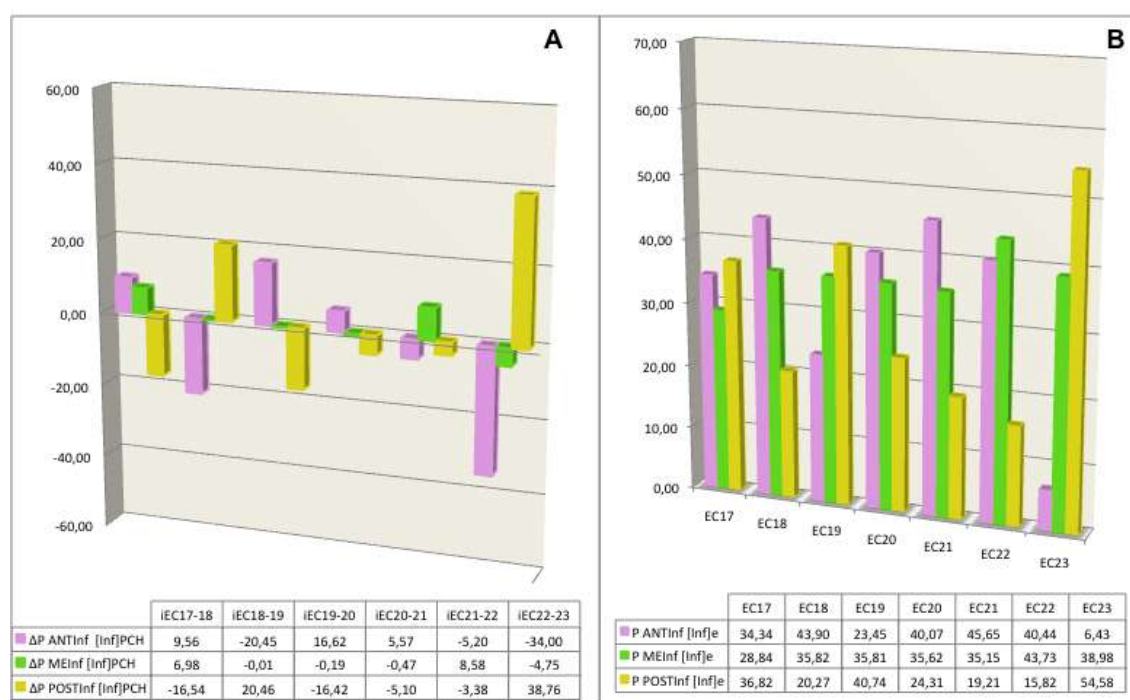 A
60,00
40,00
20,00
0,00
-20,00
-40,00
-60,00
iEC17-18 iEC18-19 iEC19-20 iEC20-21 iEC21-22 iEC22-23
ΔP ANTInf [Inf]PCH 9,56 -20,45 16,62 5,57 -5,20 -34,00
ΔP MEInf [Inf]PCH 6,98 -0,01 -0,19 -0,47 8,58 -4,75
ΔP POSTInf [Inf]PCH -16,54 20,46 -16,42 -5,10 -3,38 38,76
B
70,00
60,00
50,00
40,00
30,00
20,00
10,00
0,00
EC17 EC18 EC19 EC20 EC21 EC22 EC23
EC17 EC18 EC19 EC20 EC21 EC22 EC23
P ANTInf [Inf]e 34,34 43,90 23,45 40,07 45,65 40,44 6,43
P MEInf [Inf]e 28,84 35,82 35,81 35,62 35,15 43,73 38,98
P POSTInf [Inf]e 36,82 20,27 40,74 24,31 19,21 15,82 54,58